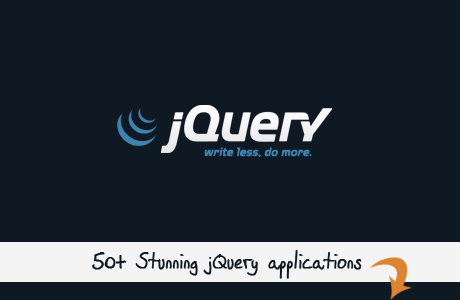 jQuery
write less, do more.
50+ Stunning jQuery applications